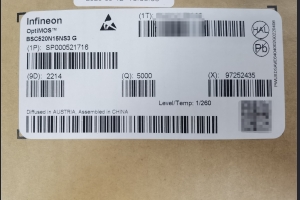 Infineon
OptiMOS™
BSC520N15NS3 G
(1P): SP000521716
(1T):
HAL
Pb
(9D): 2214
(Q): 5000
(X): 97252435
Level/Temp: 1/260
Diffused in AUSTRIA, Assembled in CHINA